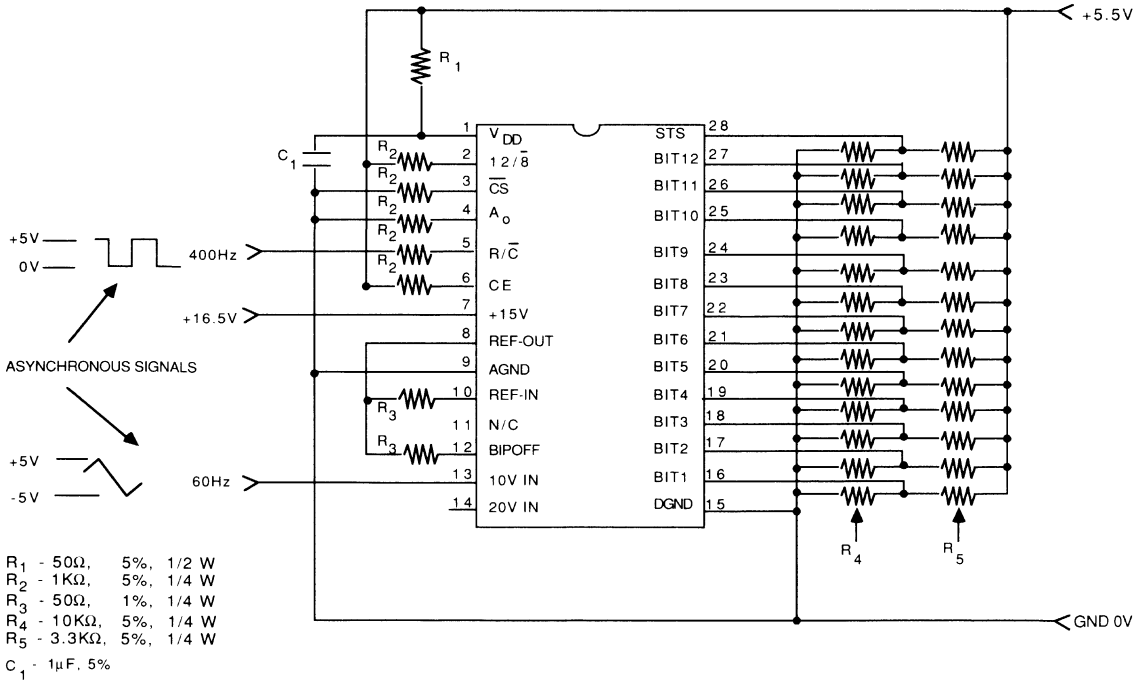 +5.5V
R1
1 VDD STS 28
C1
R2 2 12/8̅ BIT12 27
R2 3 C̅S̅ BIT11 26
R2 4 Ao BIT10 25
+5V
0V
400Hz
R2 5 R/C̅ BIT9 24
R2 6 CE BIT8 23
+16.5V
7 +15V BIT7 22
8 REF-OUT BIT6 21
ASYNCHRONOUS SIGNALS
9 AGND BIT5 20
R3 10 REF-IN BIT4 19
11 N/C BIT3 18
R3 12 BIPOFF BIT2 17
+5V
-5V
60Hz
13 10V IN BIT1 16
14 20V IN DGND 15
R4
R5
R1 - 50Ω, 5%, 1/2 W
R2 - 1KΩ, 5%, 1/4 W
R3 - 50Ω, 1%, 1/4 W
R4 - 10KΩ, 5%, 1/4 W
R5 - 3.3KΩ, 5%, 1/4 W
C1 - 1µF, 5%
GND 0V